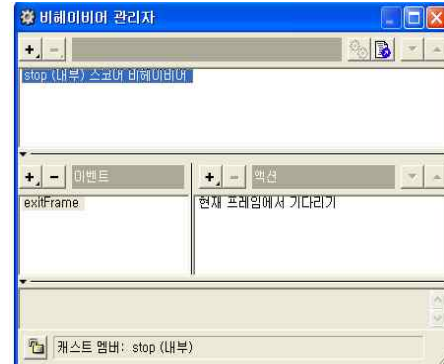 비헤이비어 관리자
stop (내부) 스코어 비헤이비어
이벤트
액션
exitFrame
현재 프레임에서 기다리기
캐스트 멤버: stop (내부)